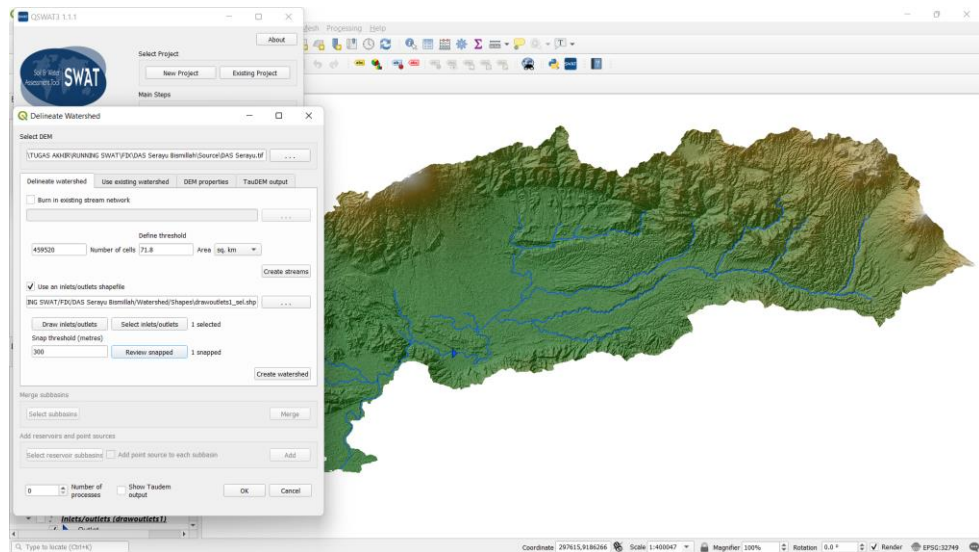 QSWAT3 1.1.1
About
Select Project
New Project
Existing Project
Main Steps
Soil & Water
Assessment Tool
SWAT
Mesh Processing Help
Delineate Watershed
Select DEM
\TUGAS AKHIR\RUNNING SWAT\FIX\DAS Serayu Bismillah\Source\DAS Serayu.tif
...
Delineate watershed
Use existing watershed
DEM properties
TauDEM output
Burn in existing stream network
...
Define threshold
459520
Number of cells
71.8
Area
sq. km
Create streams
Use an inlets/outlets shapefile
ING SWAT/FIX/DAS Serayu Bismillah/Watershed/Shapes/drawoutlets1_sel.shp
...
Draw inlets/outlets
Select inlets/outlets
1 selected
Snap threshold (metres)
300
Review snapped
1 snapped
Create watershed
Merge subbasins
Select subbasins
Merge
Add reservoirs and point sources
Select reservoir subbasins
Add point source to each subbasin
Add
0
Number of
processes
Show Taudem
output
OK
Cancel
Inlets/outlets (drawoutlets1)
Outlet
Type to locate (Ctrl+K)
Coordinate 297615,9186266
Scale 1:400047
Magnifier 100%
Rotation 0.0 °
Render
EPSG:32749